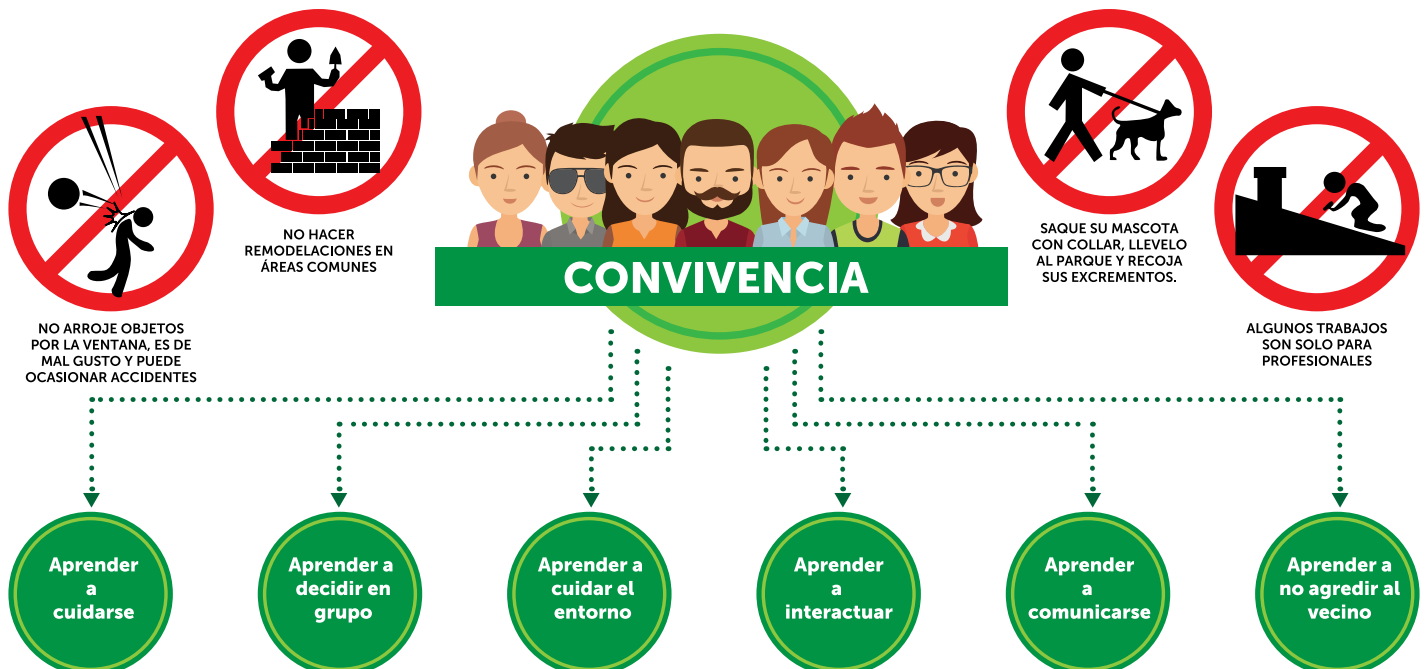 NO ARROJE OBJETOS
POR LA VENTANA, ES DE
MAL GUSTO Y PUEDE
OCASIONAR ACCIDENTES
NO HACER
REMODELACIONES EN
ÁREAS COMUNES
CONVIVENCIA
SAQUE SU MASCOTA
CON COLLAR, LLEVELO
AL PARQUE Y RECOJA
SUS EXCREMENTOS.
ALGUNOS TRABAJOS
SON SOLO PARA
PROFESIONALES
Aprender
a
cuidarse
Aprender a
decidir en
grupo
Aprender a
cuidar el
entorno
Aprender
a
interactuar
Aprender
a
comunicarse
Aprender a
no agredir al
vecino